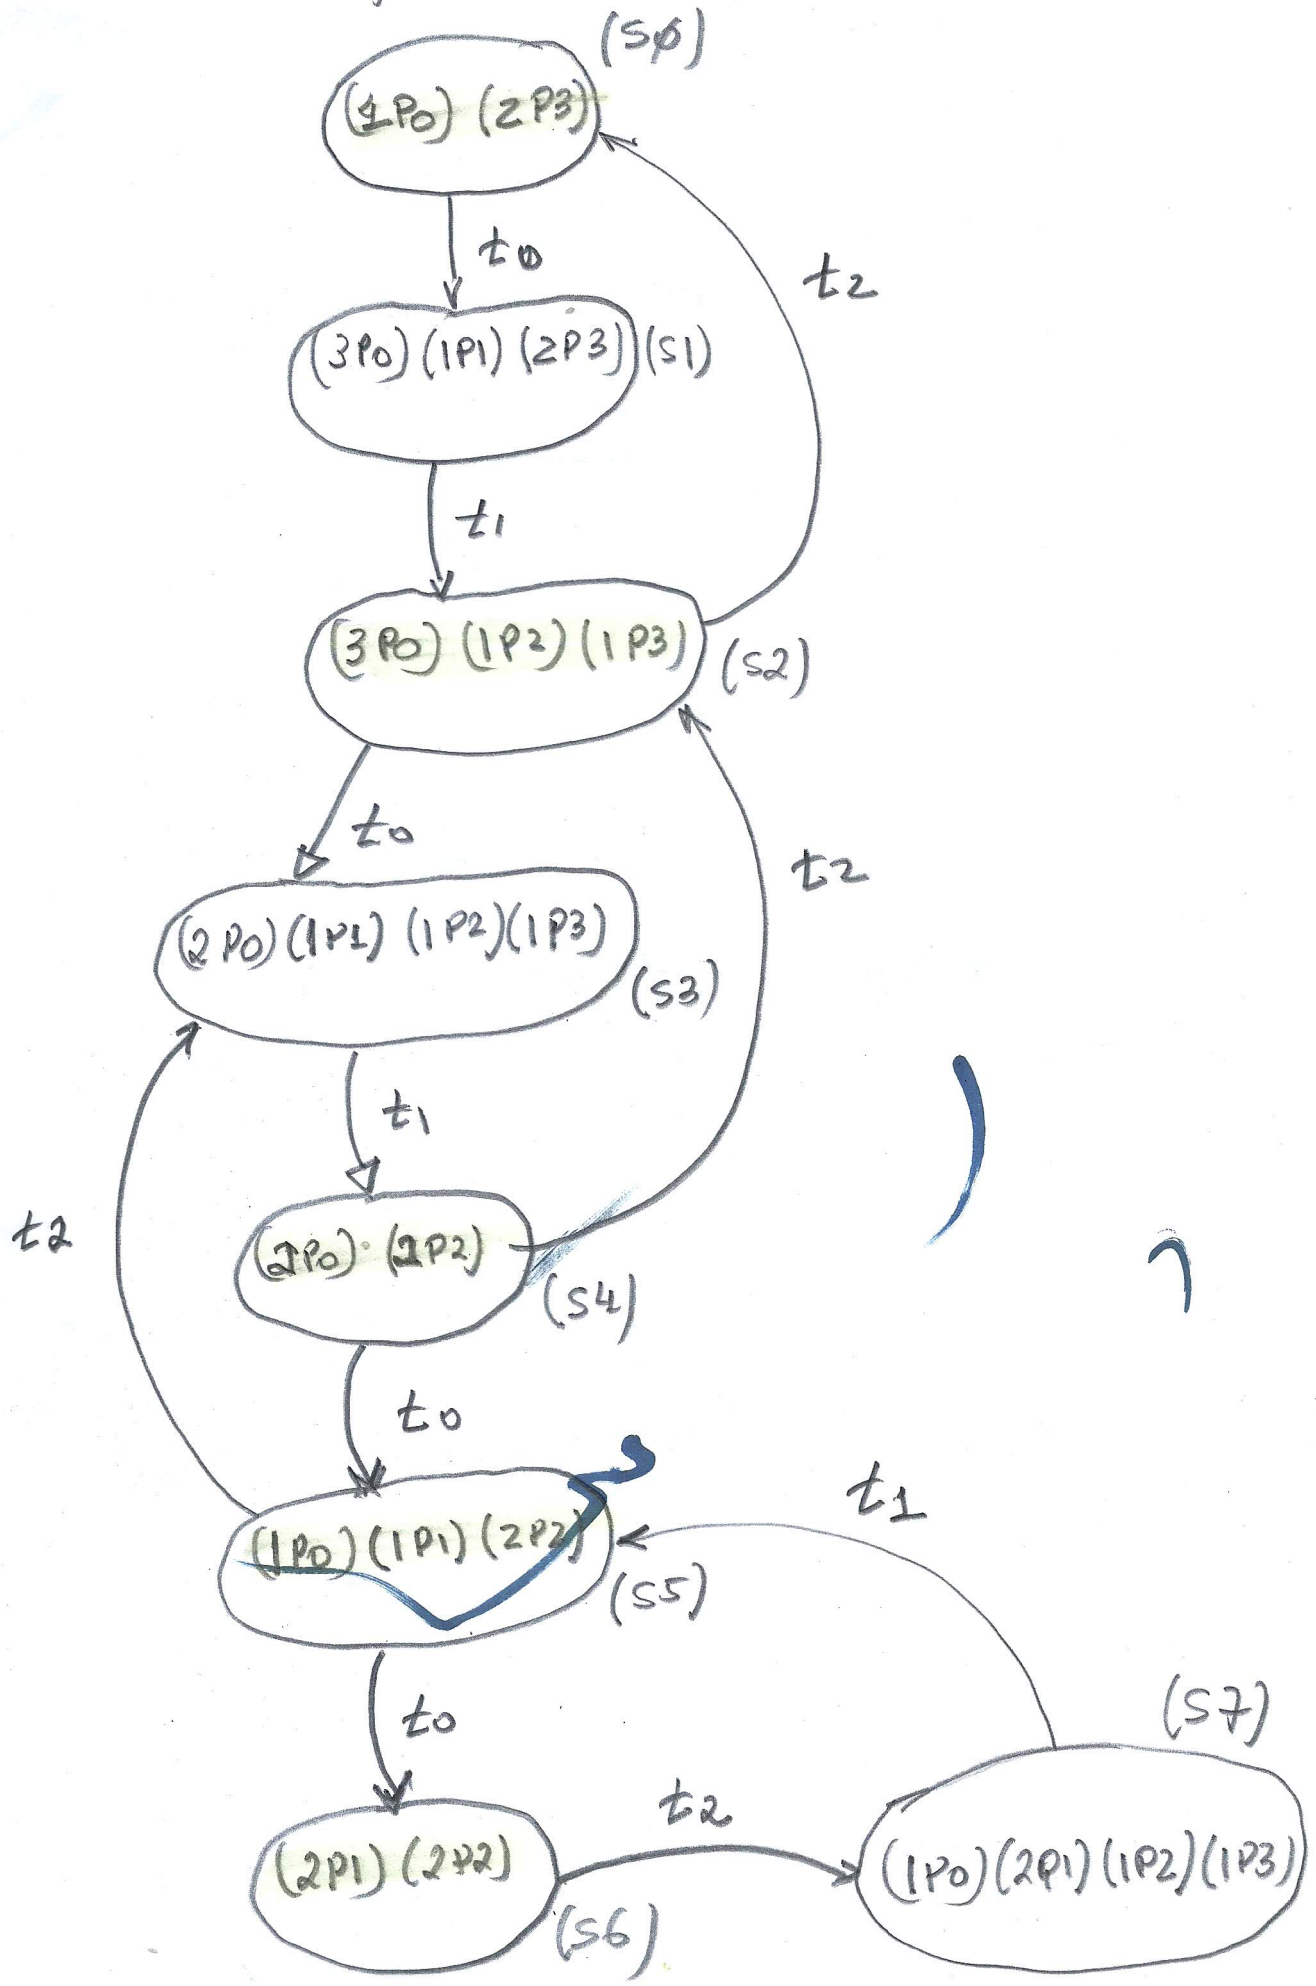 (sø)
(1P0) (2P3)
t0
t2
(3P0) (1P1) (2P3) (s1)
t1
(3P0) (1P2) (1P3)
(s2)
t0
t2
(2P0) (1P1) (1P2) (1P3)
(s3)
t1
t2
(2P0) (2P2)
(s4)
t0
t1
(1P0) (1P1) (2P2)
(s5)
t0
(s7)
t2
(2P1) (2P2)
(1P0) (2P1) (1P2) (1P3)
(s6)